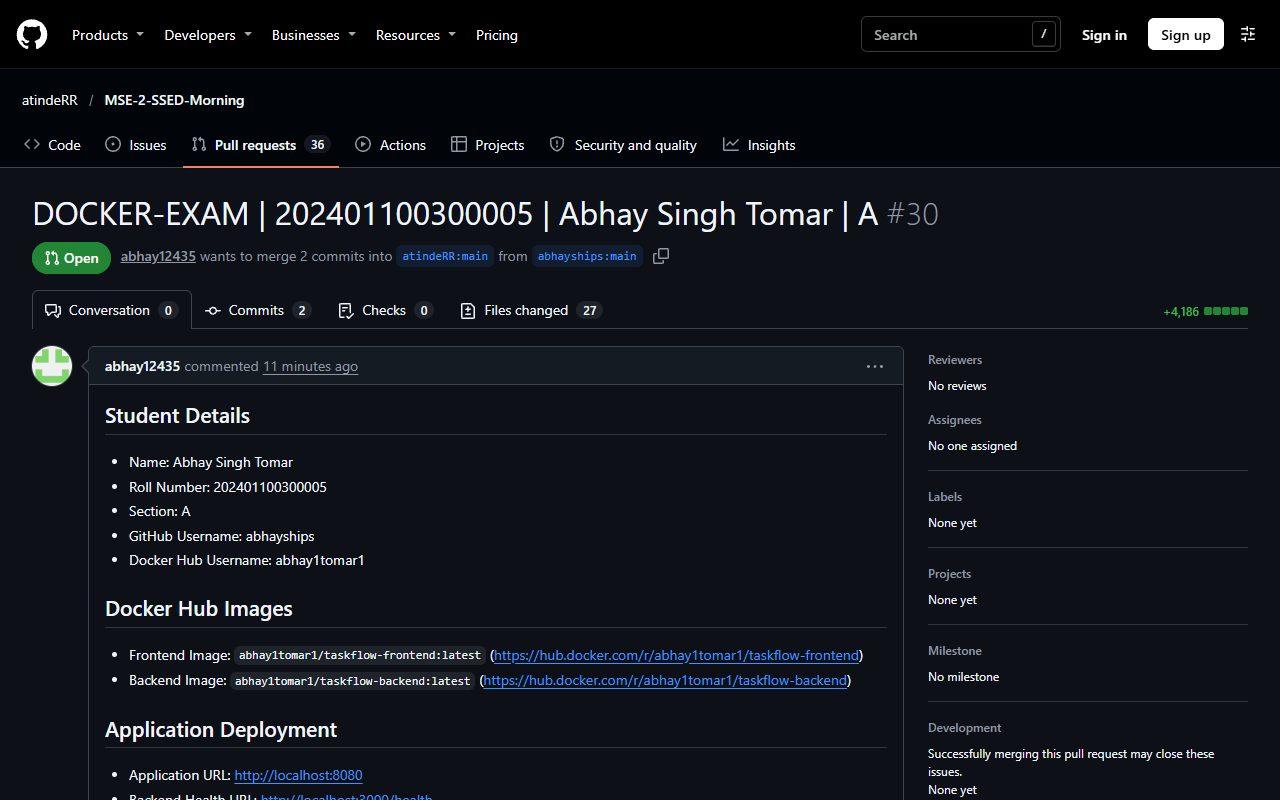 Products Developers Businesses Resources Pricing Search / Sign in Sign up
atindeRR / MSE-2-SSED-Morning
Code Issues Pull requests 36 Actions Projects Security and quality Insights
DOCKER-EXAM | 202401100300005 | Abhay Singh Tomar | A #30
Open abhay12435 wants to merge 2 commits into atindeRR:main from abhayships:main
Conversation 0 Commits 2 Checks 0 Files changed 27 +4,186
abhay12435 commented 11 minutes ago
Student Details
Name: Abhay Singh Tomar
Roll Number: 202401100300005
Section: A
GitHub Username: abhayships
Docker Hub Username: abhay1tomar1
Docker Hub Images
Frontend Image: abhay1tomar1/taskflow-frontend:latest (https://hub.docker.com/r/abhay1tomar1/taskflow-frontend)
Backend Image: abhay1tomar1/taskflow-backend:latest (https://hub.docker.com/r/abhay1tomar1/taskflow-backend)
Application Deployment
Application URL: http://localhost:8080
Backend Health URL: http://localhost:3000/health
Reviewers
No reviews
Assignees
No one assigned
Labels
None yet
Projects
None yet
Milestone
No milestone
Development
Successfully merging this pull request may close these
issues.
None yet